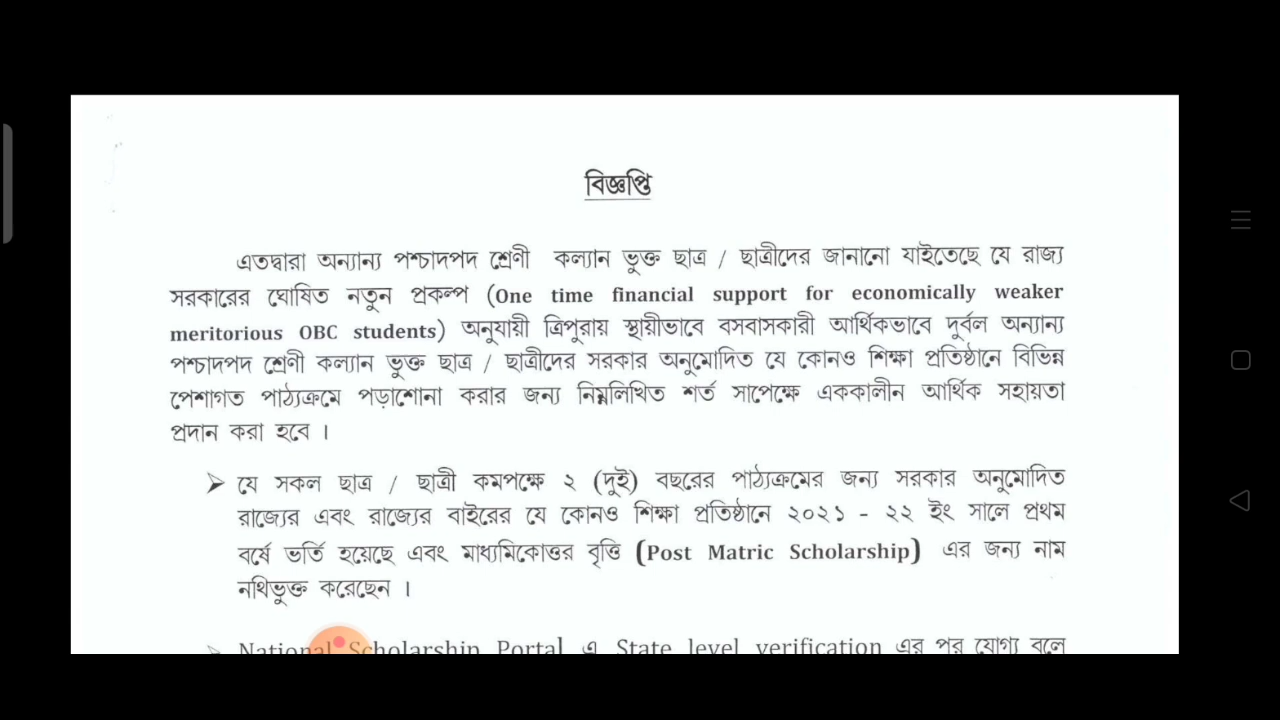 বিজ্ঞপ্তি
এতদ্বারা অন্যান্য পশ্চাদপদ শ্রেণী কল্যান ভুক্ত ছাত্র / ছাত্রীদের জানানো যাইতেছে যে রাজ্য
সরকারের ঘোষিত নতুন প্রকল্প (One time financial support for economically weaker
meritorious OBC students) অনুযায়ী ত্রিপুরায় স্থায়ীভাবে বসবাসকারী আর্থিকভাবে দুর্বল অন্যান্য
পশ্চাদপদ শ্রেণী কল্যান ভুক্ত ছাত্র / ছাত্রীদের সরকার অনুমোদিত যে কোনও শিক্ষা প্রতিষ্ঠানে বিভিন্ন
পেশাগত পাঠ্যক্রমে পড়াশোনা করার জন্য নিম্নলিখিত শর্ত সাপেক্ষে এককালীন আর্থিক সহায়তা
প্রদান করা হবে ।
➢ যে সকল ছাত্র / ছাত্রী কমপক্ষে ২ (দুই) বছরের পাঠ্যক্রমের জন্য সরকার অনুমোদিত
রাজ্যের এবং রাজ্যের বাইরের যে কোনও শিক্ষা প্রতিষ্ঠানে ২০২১ - ২২ ইং সালে প্রথম
বর্ষে ভর্তি হয়েছে এবং মাধ্যমিকোত্তর বৃত্তি (Post Matric Scholarship) এর জন্য নাম
নথিভুক্ত করেছেন ।
➢ National Scholarship Portal এ State level verification এর পর যোগ্য বলে